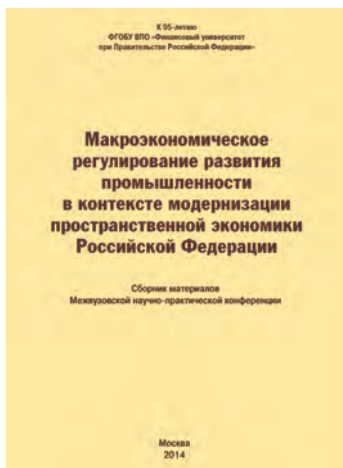 К 95-летию
ФГОБУ ВПО «Финансовый университет
при Правительстве Российской Федерации»
Макроэкономическое
регулирование развития
промышленности
в контексте модернизации
пространственной экономики
Российской Федерации
Сборник материалов
Межвузовской научно-практической конференции
Москва
2014